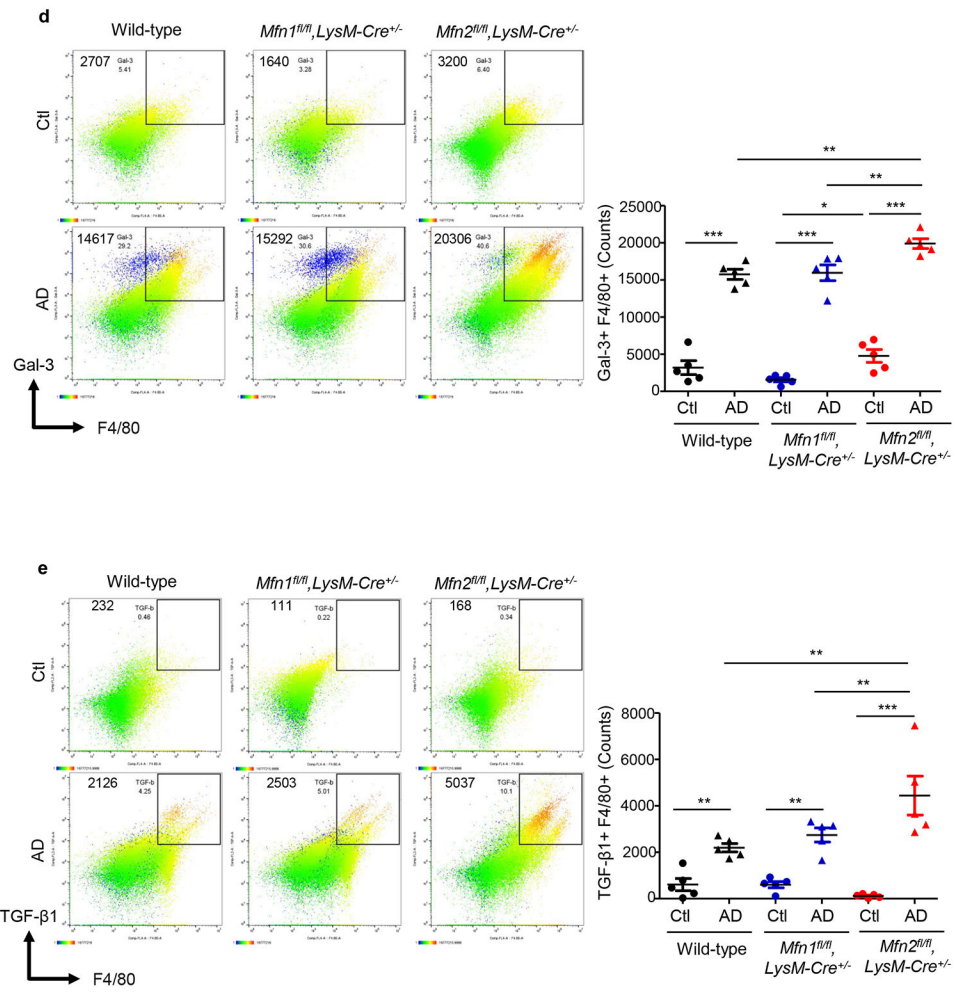 d
Wild-type
Mfn1fl/fl,LysM-Cre+/-
Mfn2fl/fl,LysM-Cre+/-
Ctl
2707
Gal-3
5.41
1640
Gal-3
3.28
3200
Gal-3
6.40
AD
14617
Gal-3
29.2
15292
Gal-3
30.6
20306
Gal-3
40.6
Gal-3
F4/80
Gal-3+ F4/80+ (Counts)
25000
20000
15000
10000
5000
0
**
**
*
***
***
***
Ctl AD Ctl AD Ctl AD
Wild-type
Mfn1fl/fl,
LysM-Cre+/-
Mfn2fl/fl,
LysM-Cre+/-
e
Wild-type
Mfn1fl/fl,LysM-Cre+/-
Mfn2fl/fl,LysM-Cre+/-
Ctl
232
TGF-b
0.46
111
TGF-b
0.22
168
TGF-b
0.34
AD
2126
TGF-b
4.25
2503
TGF-b
5.01
5037
TGF-b
10.1
TGF-β1
F4/80
TGF-β1+ F4/80+ (Counts)
8000
6000
4000
2000
0
**
**
***
**
**
Ctl AD Ctl AD Ctl AD
Wild-type
Mfn1fl/fl,
LysM-Cre+/-
Mfn2fl/fl,
LysM-Cre+/-